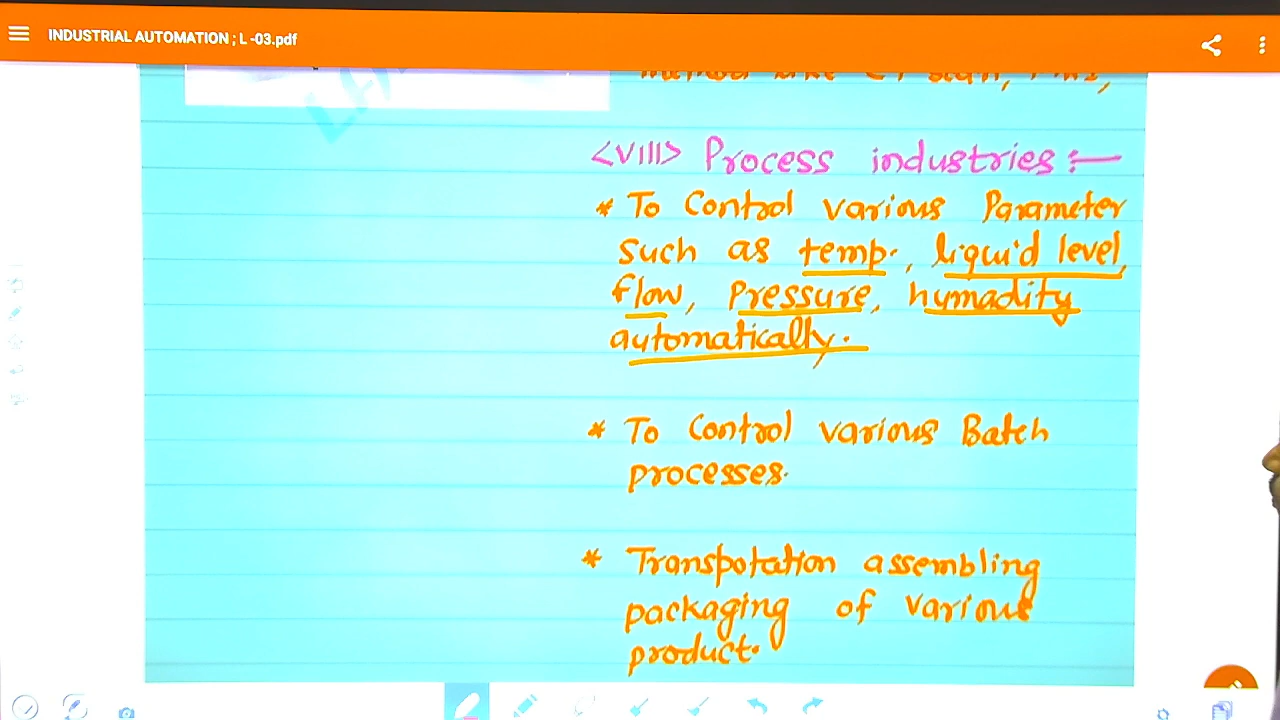 INDUSTRIAL AUTOMATION ; L -03.pdf
<VIII> Process industries :—
* To Control various Parameter
such as temp., liquid level,
flow, Pressure, humadity
automatically.
* To Control various Batch
processes.
* Transpotation assembling
packaging of various
product.